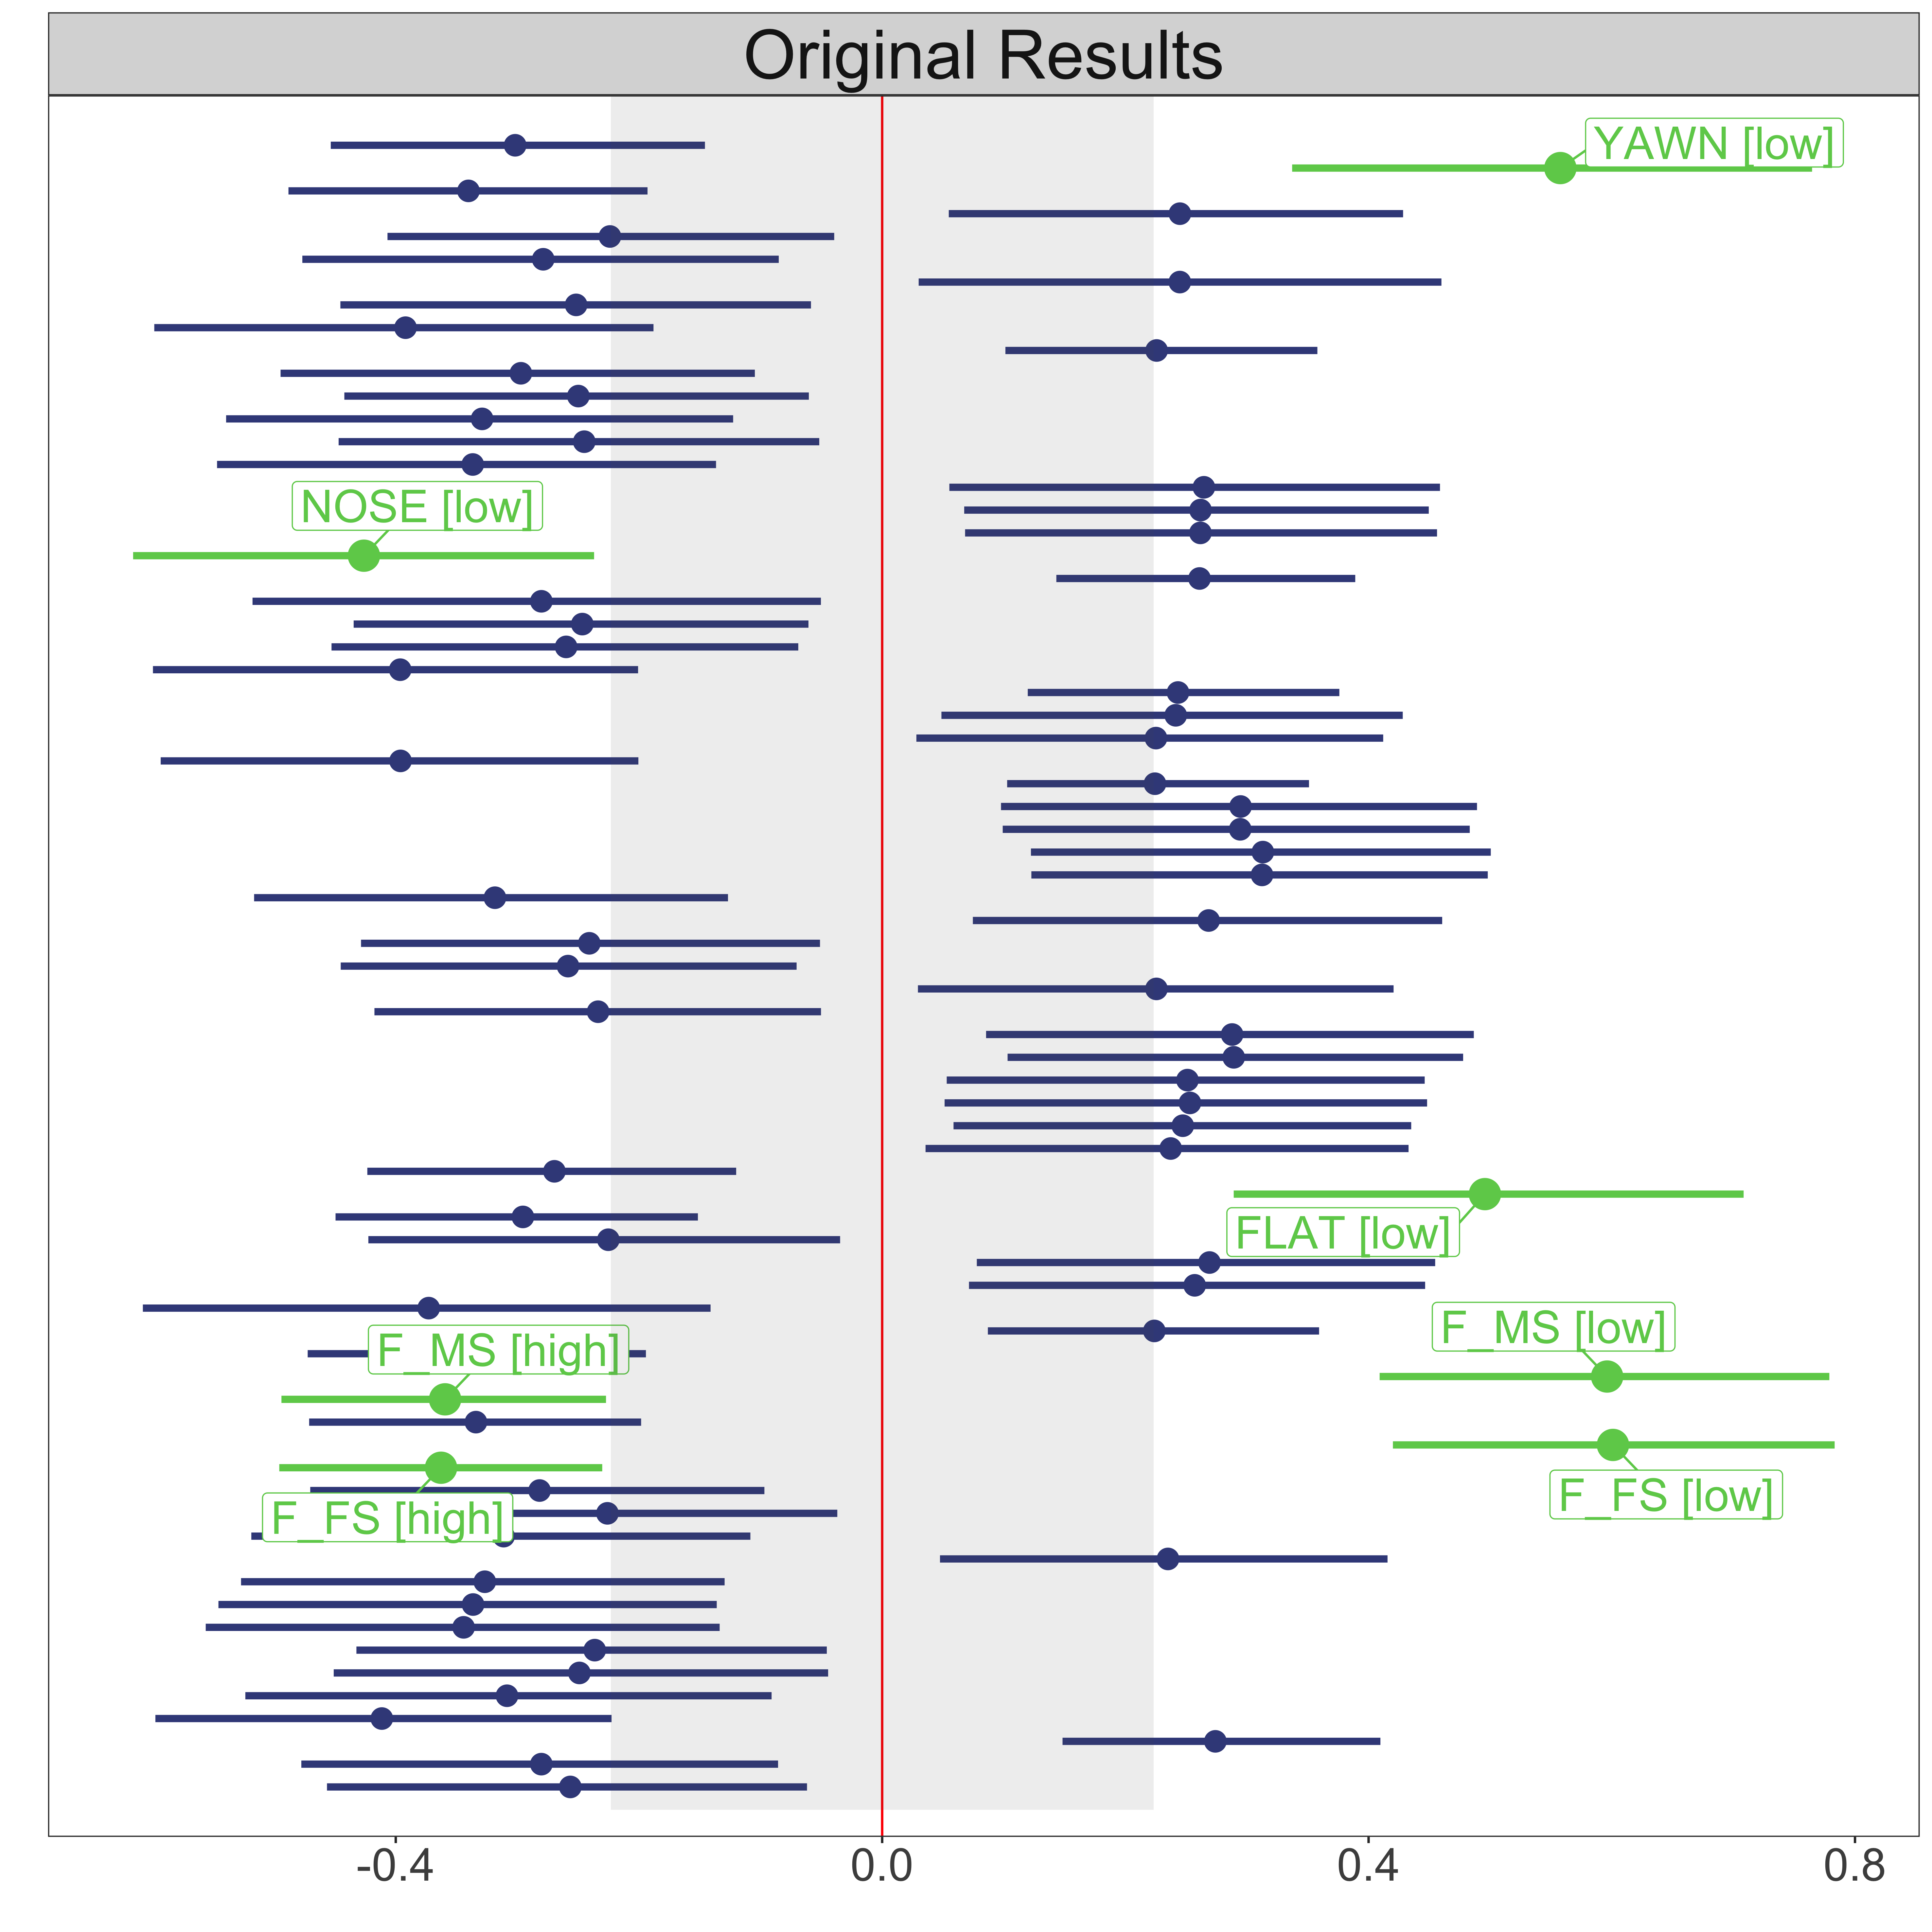 Original Results
YAWN [low]
NOSE [low]
FLAT [low]
F_MS [low]
F_MS [high]
F_FS [low]
F_FS [high]
-0.4
0.0
0.4
0.8